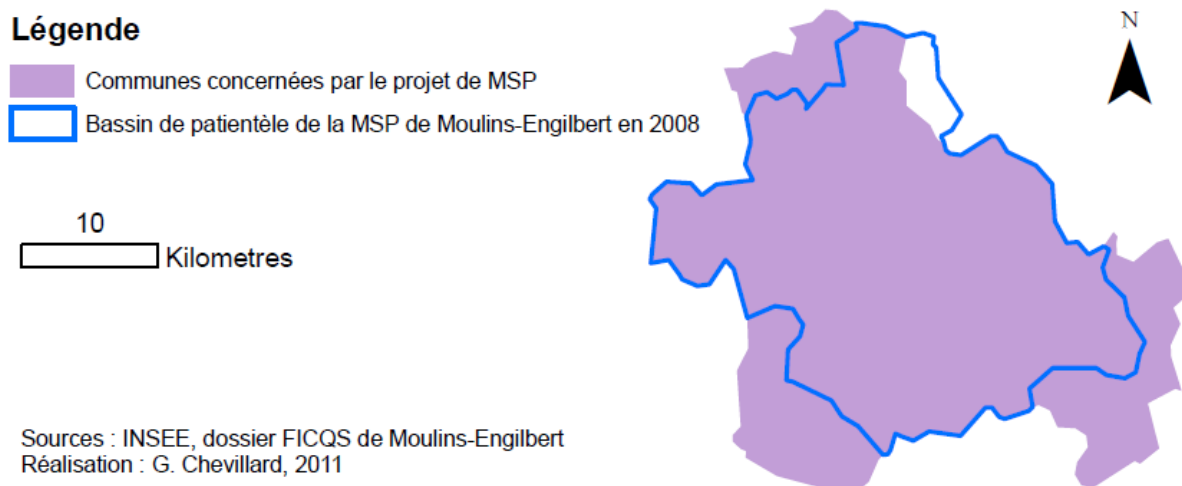 Légende
Communes concernées par le projet de MSP
Bassin de patientèle de la MSP de Moulins-Engilbert en 2008
N
10
Kilometres
Sources : INSEE, dossier FICQS de Moulins-Engilbert
Réalisation : G. Chevillard, 2011